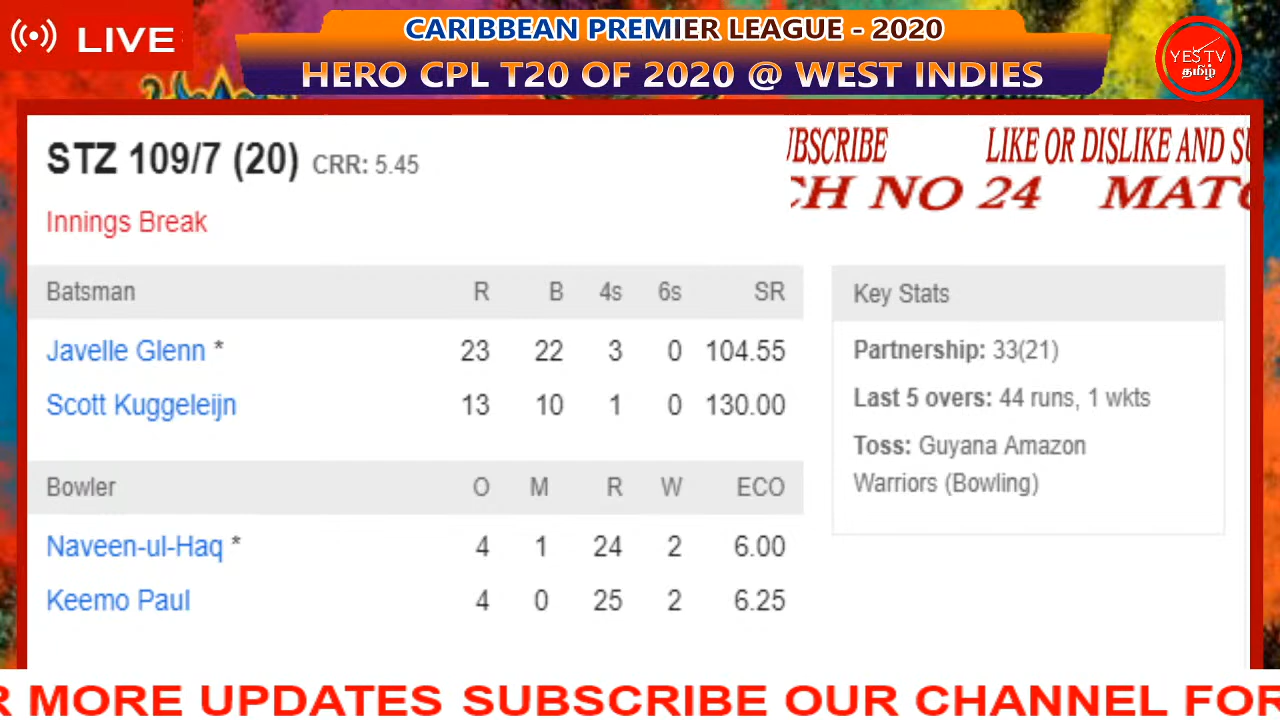 LIVE
CARIBBEAN PREMIER LEAGUE - 2020
HERO CPL T20 OF 2020 @ WEST INDIES
YES TV
தமிழ்
STZ 109/7 (20) CRR: 5.45
UBSCRIBE LIKE OR DISLIKE AND SU
CH NO 24 MATC
Innings Break
Batsman R B 4s 6s SR
Javelle Glenn * 23 22 3 0 104.55
Scott Kuggeleijn 13 10 1 0 130.00
Bowler O M R W ECO
Naveen-ul-Haq * 4 1 24 2 6.00
Keemo Paul 4 0 25 2 6.25
Key Stats
Partnership: 33(21)
Last 5 overs: 44 runs, 1 wkts
Toss: Guyana Amazon
Warriors (Bowling)
R MORE UPDATES SUBSCRIBE OUR CHANNEL FOR